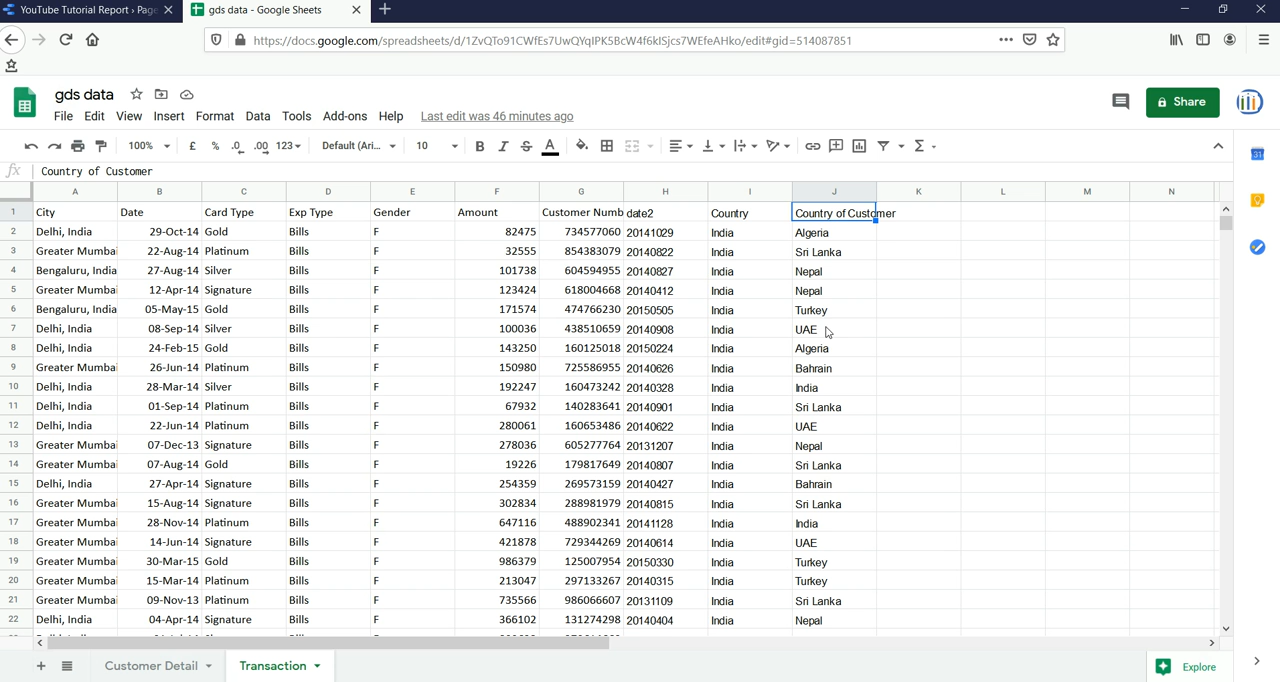 YouTube Tutorial Report › Page
gds data - Google Sheets
https://docs.google.com/spreadsheets/d/1ZvQTo91CWfEs7UwQYqIPK5BcW4f6kISjcs7WEfeAHko/edit#gid=514087851
gds data
Share
File Edit View Insert Format Data Tools Add-ons Help Last edit was 46 minutes ago
100% £ % .0 .00 123 Default (Ari... 10 B I S A
fx Country of Customer
A B C D E F G H I J K L M N
1 City Date Card Type Exp Type Gender Amount Customer Numb date2 Country Country of Customer
2 Delhi, India 29-Oct-14 Gold Bills F 82475 734577060 20141029 India Algeria
3 Greater Mumbai 22-Aug-14 Platinum Bills F 32555 854383079 20140822 India Sri Lanka
4 Bengaluru, India 27-Aug-14 Silver Bills F 101738 604594955 20140827 India Nepal
5 Greater Mumbai 12-Apr-14 Signature Bills F 123424 618004668 20140412 India Nepal
6 Bengaluru, India 05-May-15 Gold Bills F 171574 474766230 20150505 India Turkey
7 Delhi, India 08-Sep-14 Silver Bills F 100036 438510659 20140908 India UAE
8 Delhi, India 24-Feb-15 Gold Bills F 143250 160125018 20150224 India Algeria
9 Greater Mumbai 26-Jun-14 Platinum Bills F 150980 725586955 20140626 India Bahrain
10 Delhi, India 28-Mar-14 Silver Bills F 192247 160473242 20140328 India India
11 Delhi, India 01-Sep-14 Platinum Bills F 67932 140283641 20140901 India Sri Lanka
12 Delhi, India 22-Jun-14 Platinum Bills F 280061 160653486 20140622 India UAE
13 Greater Mumbai 07-Dec-13 Signature Bills F 278036 605277764 20131207 India Nepal
14 Greater Mumbai 07-Aug-14 Gold Bills F 19226 179817649 20140807 India Sri Lanka
15 Delhi, India 27-Apr-14 Signature Bills F 254359 269573159 20140427 India Bahrain
16 Greater Mumbai 15-Aug-14 Signature Bills F 302834 288981979 20140815 India Sri Lanka
17 Greater Mumbai 28-Nov-14 Platinum Bills F 647116 488902341 20141128 India India
18 Greater Mumbai 14-Jun-14 Signature Bills F 421878 729344269 20140614 India UAE
19 Greater Mumbai 30-Mar-15 Gold Bills F 986379 125007954 20150330 India Turkey
20 Greater Mumbai 15-Mar-14 Platinum Bills F 213047 297133267 20140315 India Turkey
21 Greater Mumbai 09-Nov-13 Platinum Bills F 735566 986066607 20131109 India Sri Lanka
22 Delhi, India 04-Apr-14 Signature Bills F 366102 131274298 20140404 India Nepal
Customer Detail Transaction Explore